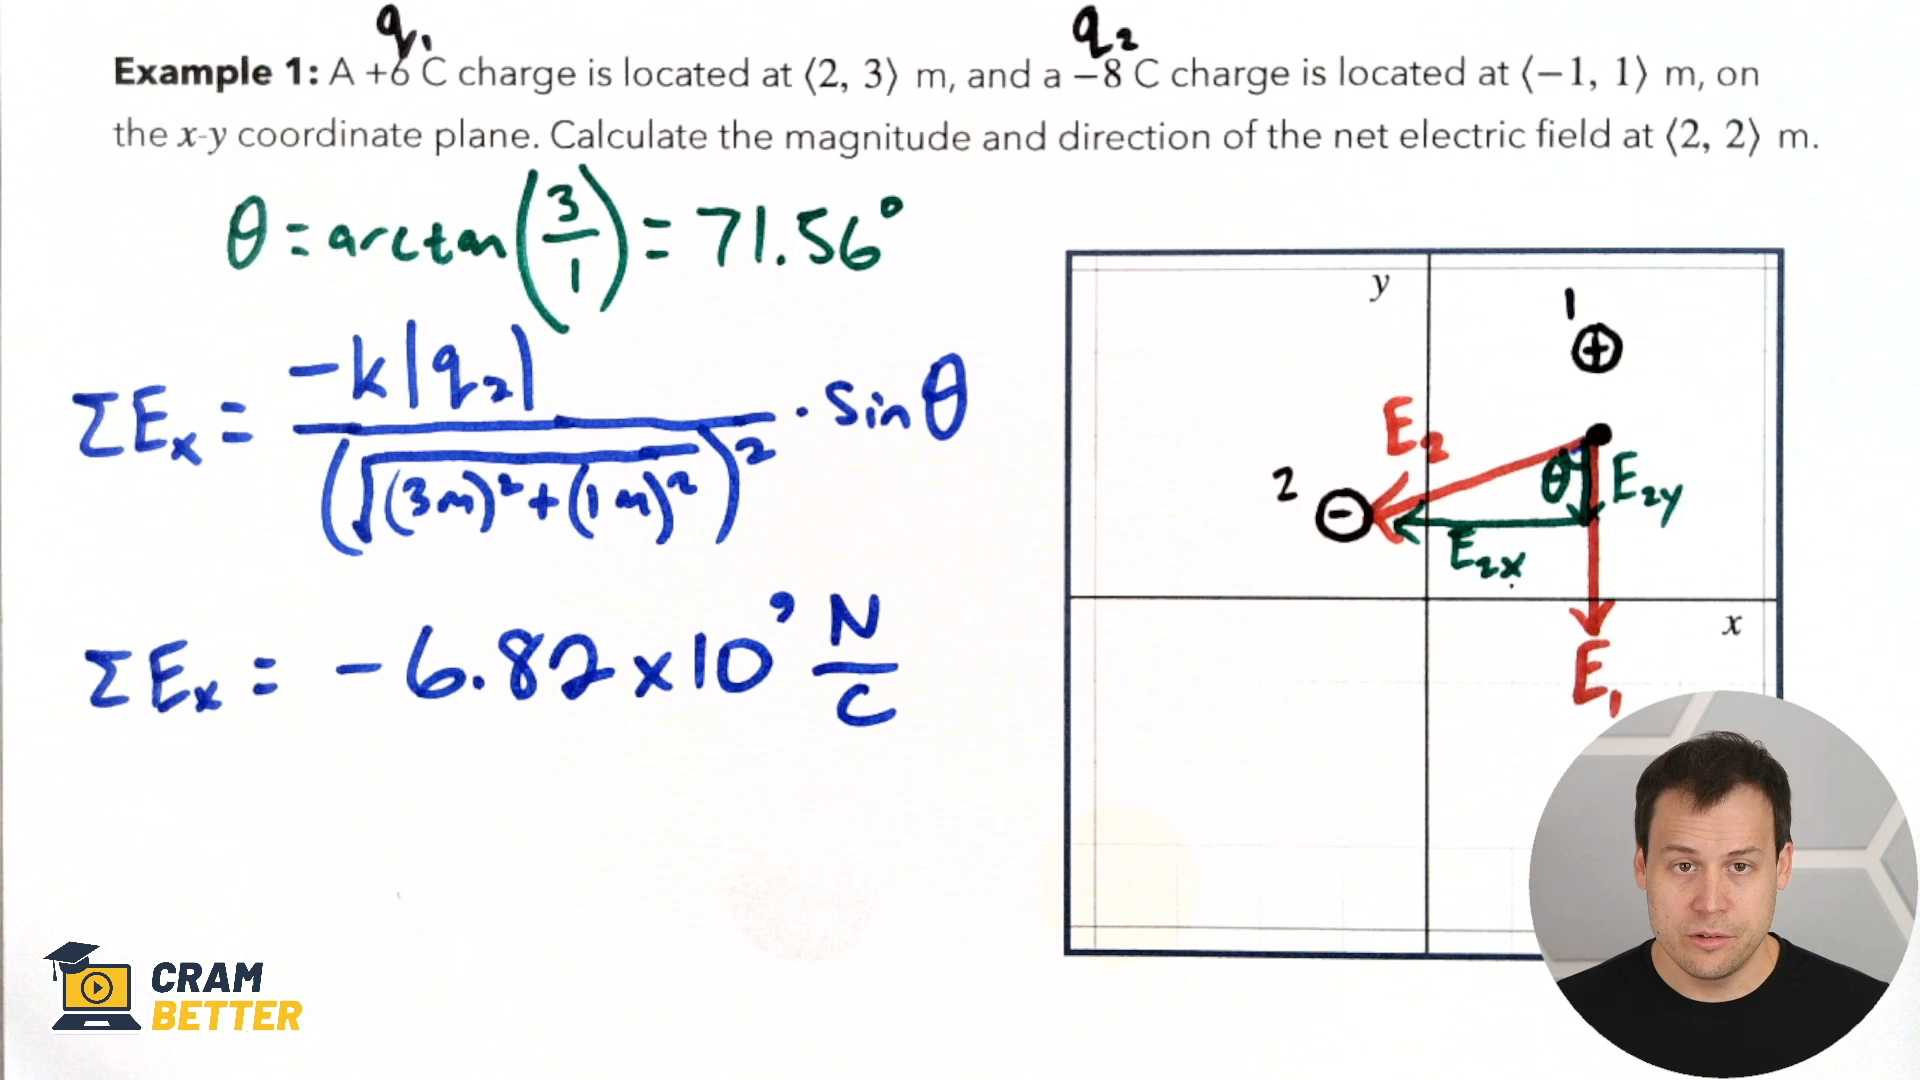 q₁
q₂
Example 1: A +6 C charge is located at ⟨2, 3⟩ m, and a −8 C charge is located at ⟨−1, 1⟩ m, on
the x-y coordinate plane. Calculate the magnitude and direction of the net electric field at ⟨2, 2⟩ m.
θ = arctan(3/1) = 71.56°
ΣEₓ = −k|q₂| / (√((3m)² + (1m)²))² · sin θ
ΣEₓ = −6.82 × 10⁹ N/C
y
1
+
E₂
2
−
θ
E₂y
E₂ₓ
x
E₁
CRAM
BETTER